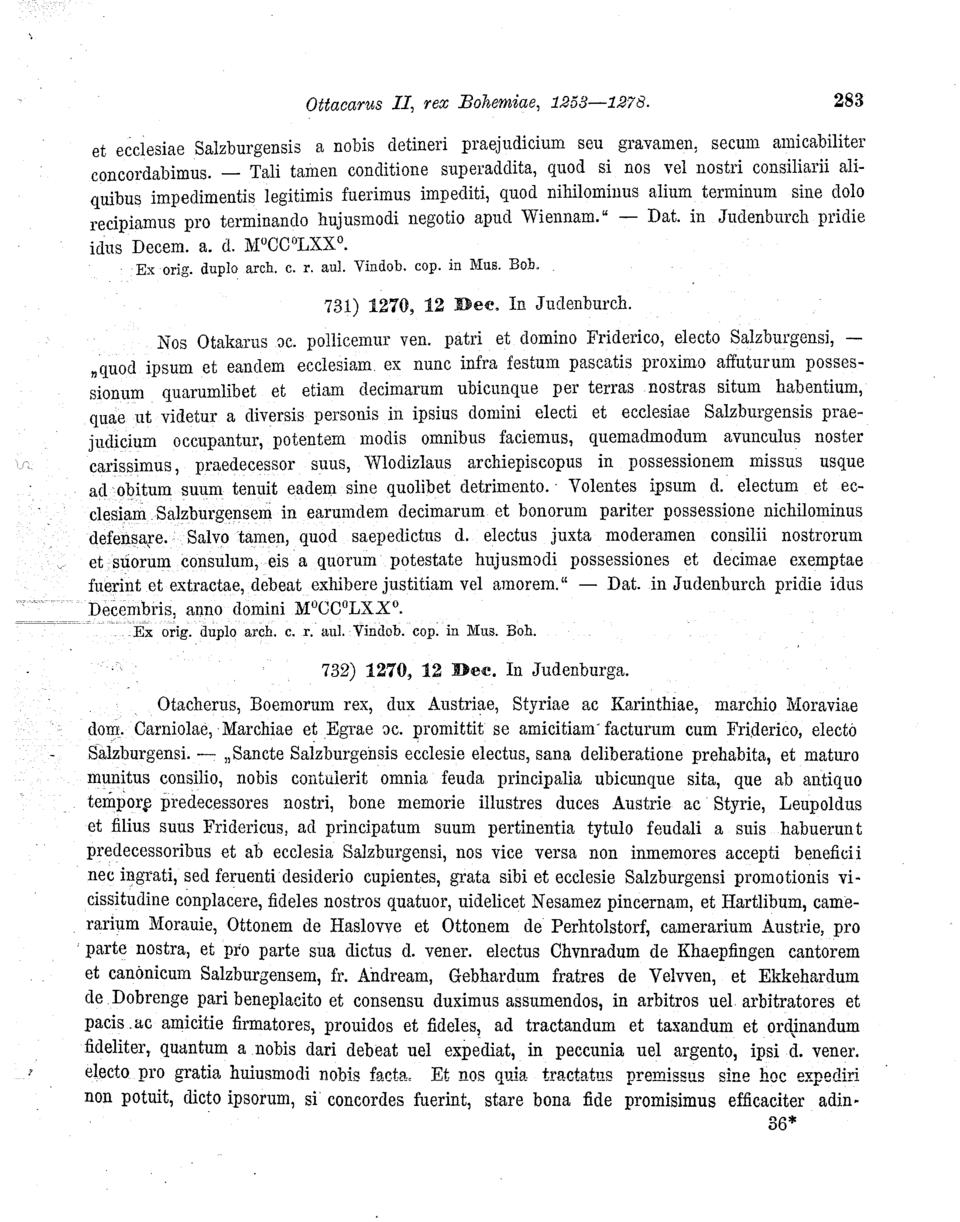 Ottacarus II, rex Bohemiae, 1253—1278. 283
et ecclesiae Salzburgensis a nobis detineri praejudicium seu gravamen, secum amicabiliter
concordabimus. — Tali tamen conditione superaddita, quod si nos vel nostri consiliarii ali-
quibus impedimentis legitimis fuerimus impediti, quod nihilominus alium terminum sine dolo
recipiamus pro terminando hujusmodi negotio apud Wiennam.“ — Dat. in Judenburch pridie
idus Decem. a. d. M⁰CC⁰LXX⁰.
Ex orig. duplo arch. c. r. aul. Vindob. cop. in Mus. Boh.
731) 1270, 12 Dec. In Judenburch.
Nos Otakarus ɔc. pollicemur ven. patri et domino Friderico, electo Salzburgensi, —
„quod ipsum et eandem ecclesiam ex nunc infra festum pascatis proximo affuturum posses-
sionum quarumlibet et etiam decimarum ubicunque per terras nostras situm habentium,
quae ut videtur a diversis personis in ipsius domini electi et ecclesiae Salzburgensis prae-
judicium occupantur, potentem modis omnibus faciemus, quemadmodum avunculus noster
carissimus, praedecessor suus, Wlodizlaus archiepiscopus in possessionem missus usque
ad obitum suum tenuit eadem sine quolibet detrimento. Volentes ipsum d. electum et ec-
clesiam Salzburgensem in earumdem decimarum et bonorum pariter possessione nichilominus
defensare. Salvo tamen, quod saepedictus d. electus juxta moderamen consilii nostrorum
et suorum consulum, eis a quorum potestate hujusmodi possessiones et decimae exemptae
fuerint et extractae, debeat exhibere justitiam vel amorem.“ — Dat. in Judenburch pridie idus
Decembris, anno domini M⁰CC⁰LXX⁰.
Ex orig. duplo arch. c. r. aul. Vindob. cop. in Mus. Boh.
732) 1270, 12 Dec. In Judenburga.
Otacherus, Boemorum rex, dux Austriae, Styriae ac Karinthiae, marchio Moraviae
dom. Carniolae, Marchiae et Egrae ɔc. promittit se amicitiam facturum cum Friderico, electo
Salzburgensi. — „Sancte Salzburgensis ecclesie electus, sana deliberatione prehabita, et maturo
munitus consilio, nobis contulerit omnia feuda principalia ubicunque sita, que ab antiquo
tempore predecessores nostri, bone memorie illustres duces Austrie ac Styrie, Leupoldus
et filius suus Fridericus, ad principatum suum pertinentia tytulo feudali a suis habuerunt
predecessoribus et ab ecclesia Salzburgensi, nos vice versa non inmemores accepti beneficii
nec ingrati, sed feruenti desiderio cupientes, grata sibi et ecclesie Salzburgensi promotionis vi-
cissitudine conplacere, fideles nostros quatuor, uidelicet Nesamez pincernam, et Hartlibum, came-
rarium Morauie, Ottonem de Haslovve et Ottonem de Perhtolstorf, camerarium Austrie, pro
parte nostra, et pro parte sua dictus d. vener. electus Chvnradum de Khaepfingen cantorem
et canonicum Salzburgensem, fr. Andream, Gebhardum fratres de Velvven, et Ekkehardum
de Dobrenge pari beneplacito et consensu duximus assumendos, in arbitros uel arbitratores et
pacis ac amicitie firmatores, prouidos et fideles, ad tractandum et taxandum et ordinandum
fideliter, quantum a nobis dari debeat uel expediat, in peccunia uel argento, ipsi d. vener.
electo pro gratia huiusmodi nobis facta. Et nos quia tractatus premissus sine hoc expediri
non potuit, dicto ipsorum, si concordes fuerint, stare bona fide promisimus efficaciter adin-
36*